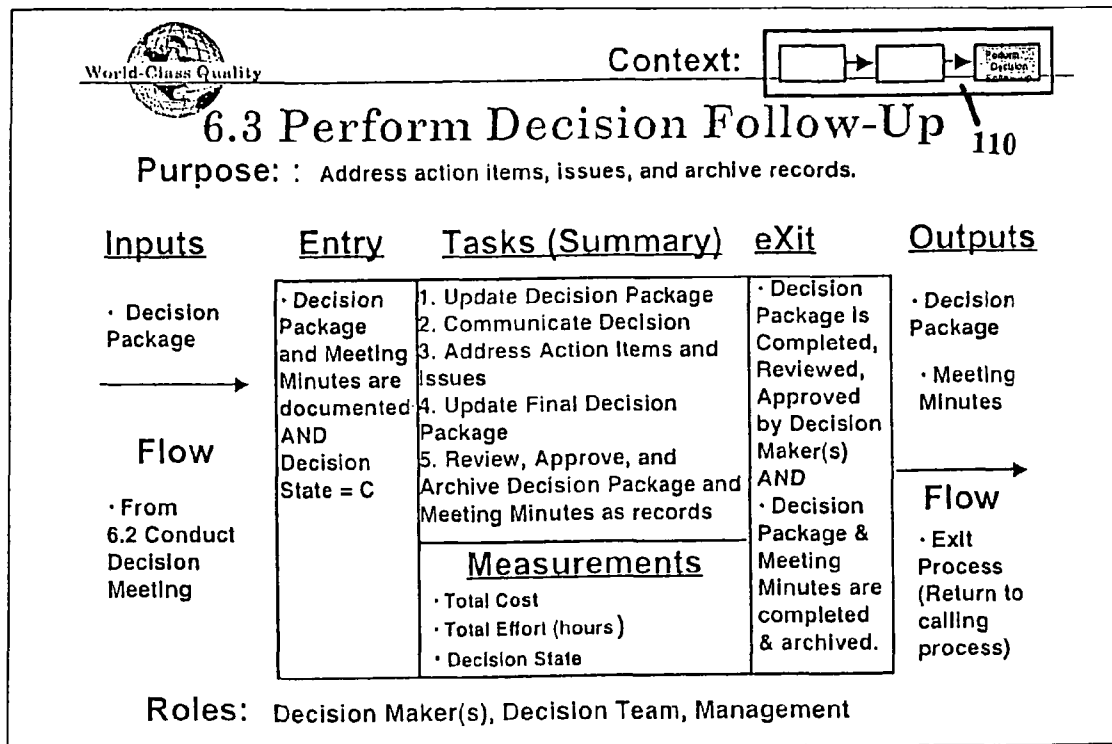 World-Class Quality
Context:
Perform
Decision
Follow-up
110
6.3 Perform Decision Follow-Up
Purpose: : Address action items, issues, and archive records.
Inputs
· Decision
Package
Flow
· From
6.2 Conduct
Decision
Meeting
Entry
· Decision
Package
and Meeting
Minutes are
documented
AND
Decision
State = C
Tasks (Summary)
1. Update Decision Package
2. Communicate Decision
3. Address Action Items and
Issues
4. Update Final Decision
Package
5. Review, Approve, and
Archive Decision Package and
Meeting Minutes as records
Measurements
· Total Cost
· Total Effort (hours)
· Decision State
eXit
· Decision
Package is
Completed,
Reviewed,
Approved
by Decision
Maker(s)
AND
· Decision
Package &
Meeting
Minutes are
completed
& archived.
Outputs
· Decision
Package
· Meeting
Minutes
Flow
· Exit
Process
(Return to
calling
process)
Roles: Decision Maker(s), Decision Team, Management